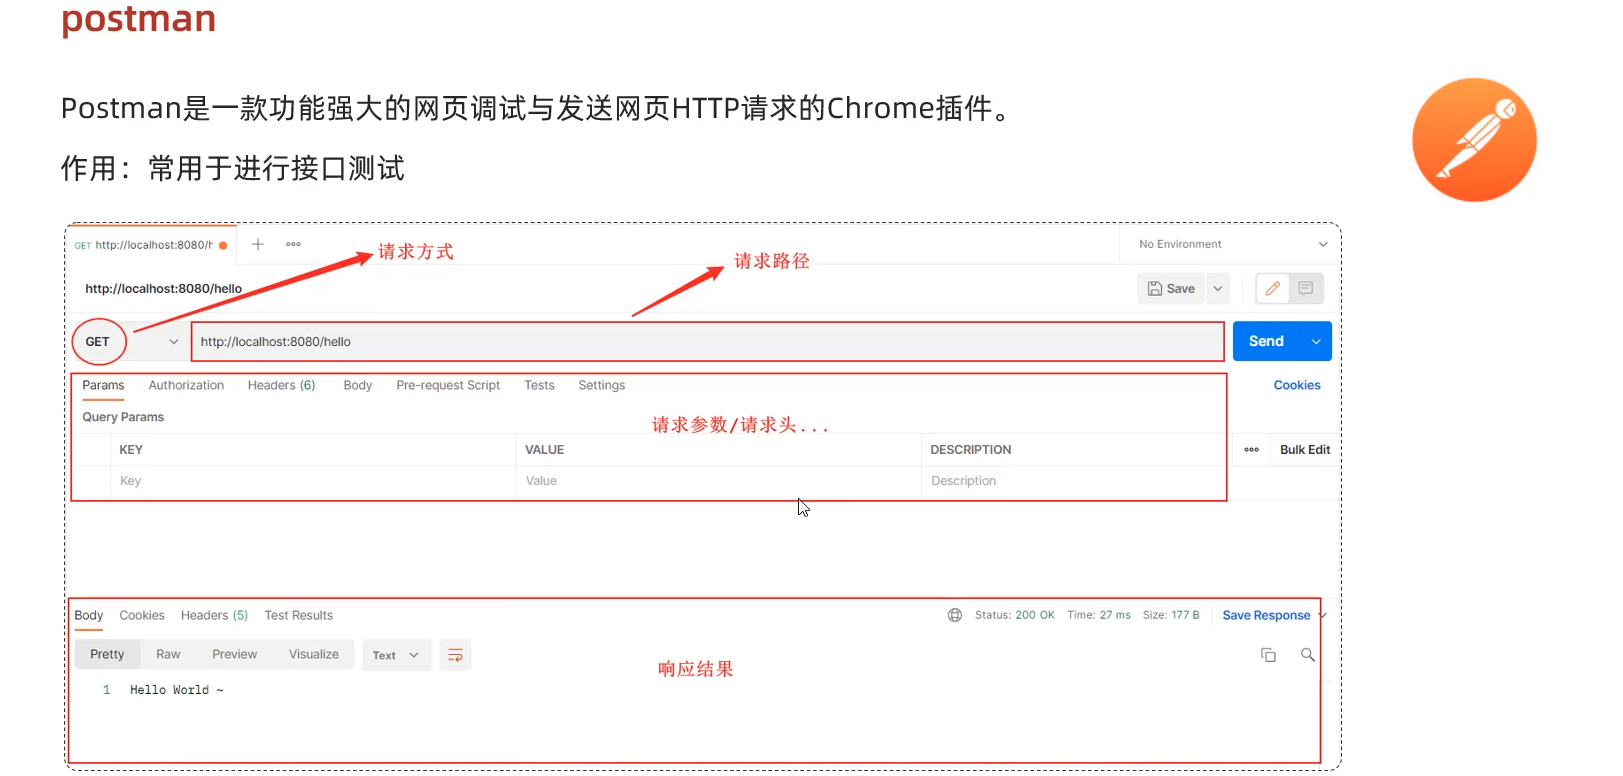 postman
Postman是一款功能强大的网页调试与发送网页HTTP请求的Chrome插件。
作用：常用于进行接口测试
GET http://localhost:8080/h
请求方式
请求路径
No Environment
http://localhost:8080/hello
Save
GET
http://localhost:8080/hello
Send
Params Authorization Headers (6) Body Pre-request Script Tests Settings Cookies
Query Params
请求参数/请求头...
KEY VALUE DESCRIPTION Bulk Edit
Key Value Description
Body Cookies Headers (5) Test Results Status: 200 OK Time: 27 ms Size: 177 B Save Response
Pretty Raw Preview Visualize Text
响应结果
1 Hello World ~